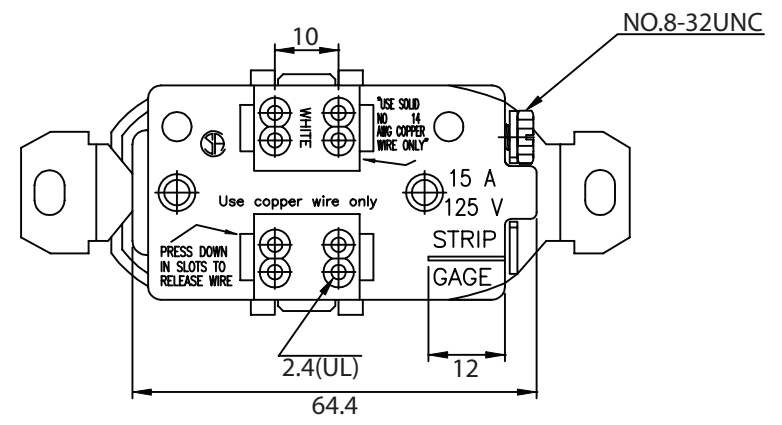 NO.8-32UNC
10
WHITE
"USE SOLID
NO 14
AWG COPPER
WIRE ONLY"
15 A
125 V
Use copper wire only
STRIP
GAGE
PRESS DOWN
IN SLOTS TO
RELEASE WIRE
2.4(UL)
12
64.4